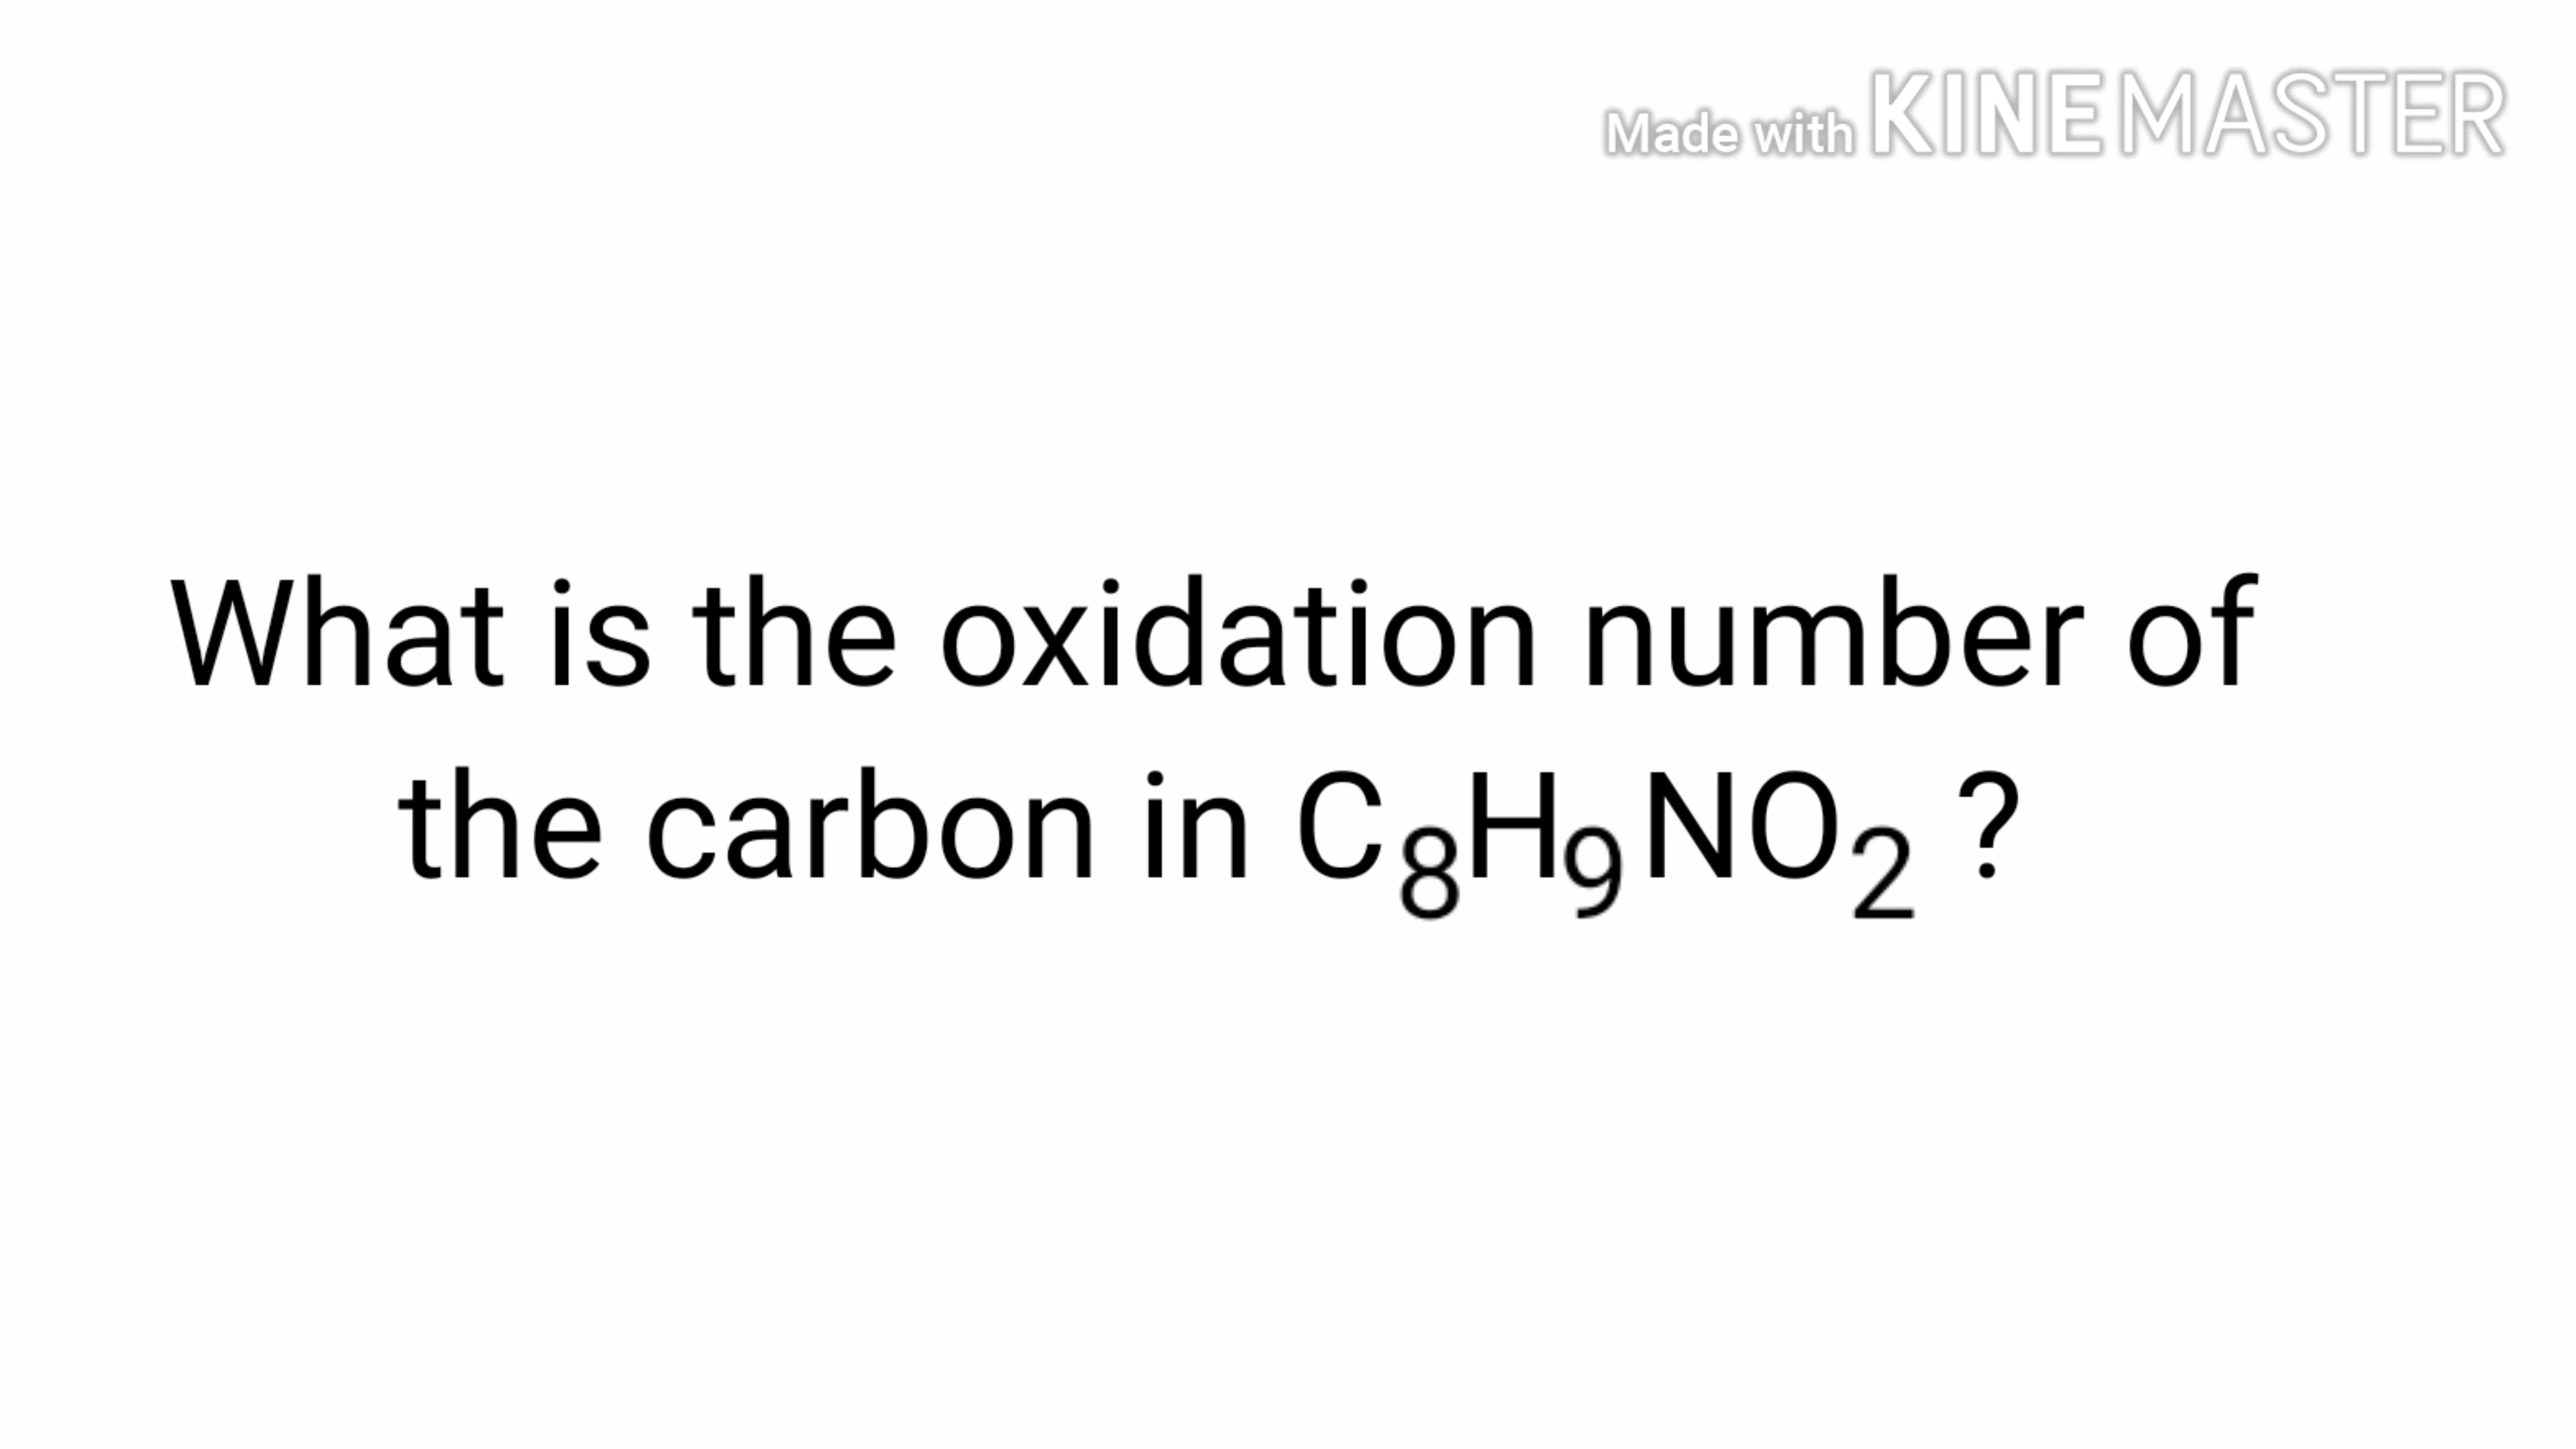 Made with KINEMASTER
What is the oxidation number of
the carbon in C₈H₉NO₂ ?